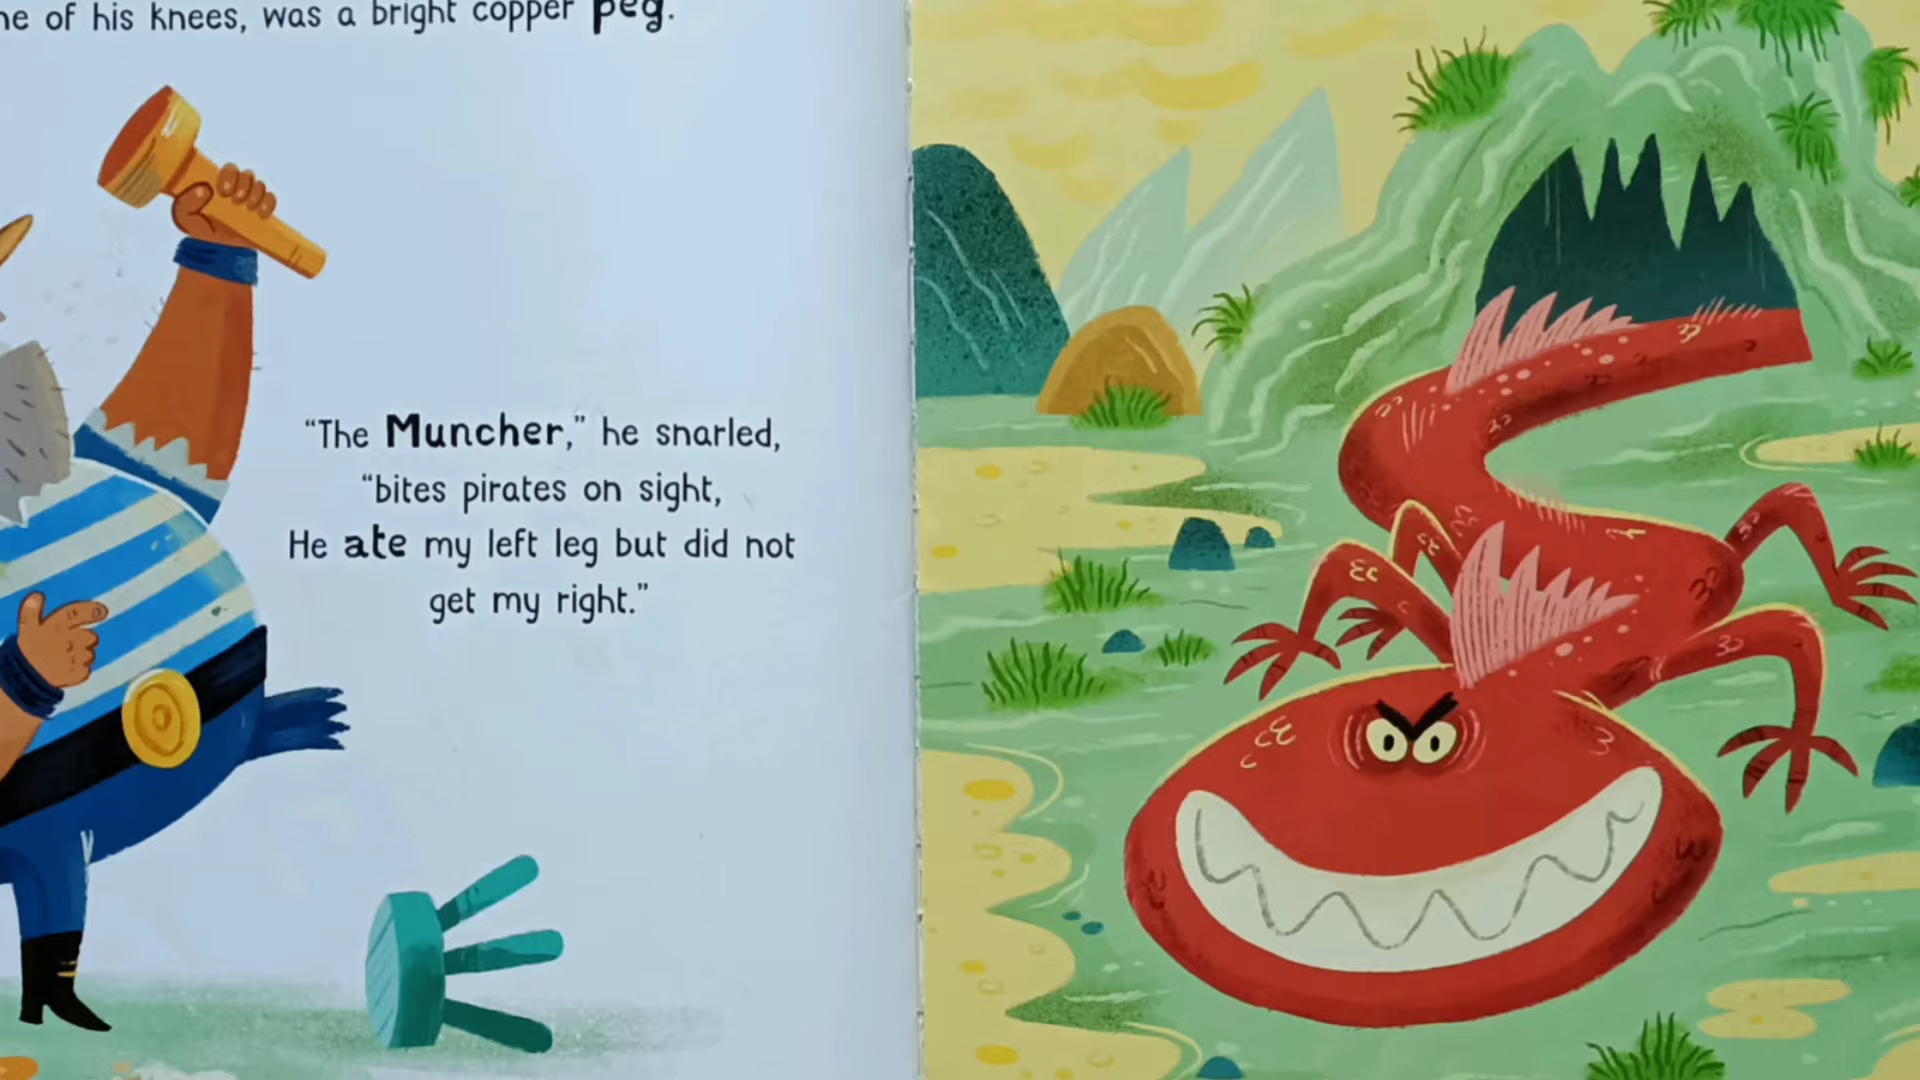 of his knees, was a bright copper peg.
“The Muncher,” he snarled,
“bites pirates on sight,
He ate my left leg but did not
get my right.”